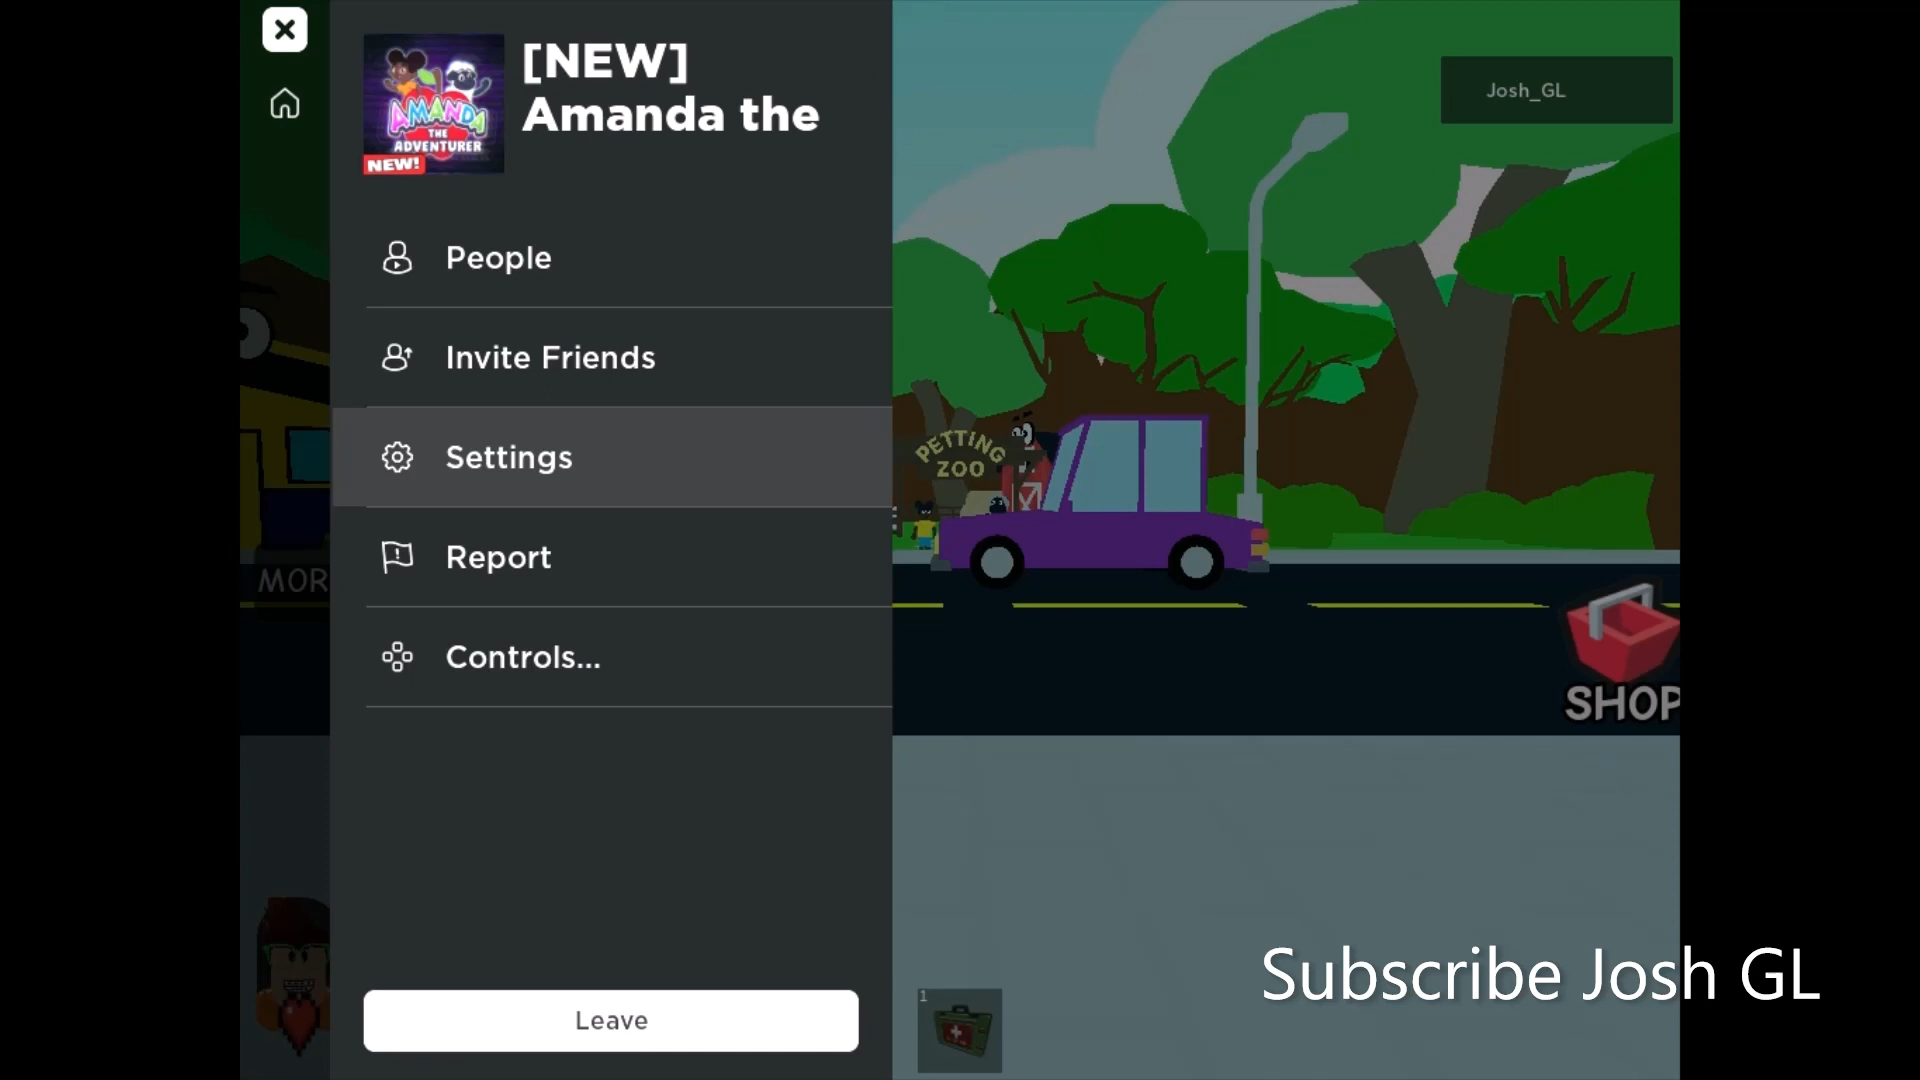 [NEW]
Amanda the
AMANDA
THE
ADVENTURER
NEW!
Josh_GL
People
Invite Friends
Settings
PETTING
ZOO
Report
MOR
Controls...
SHOP
Subscribe Josh GL
1
Leave